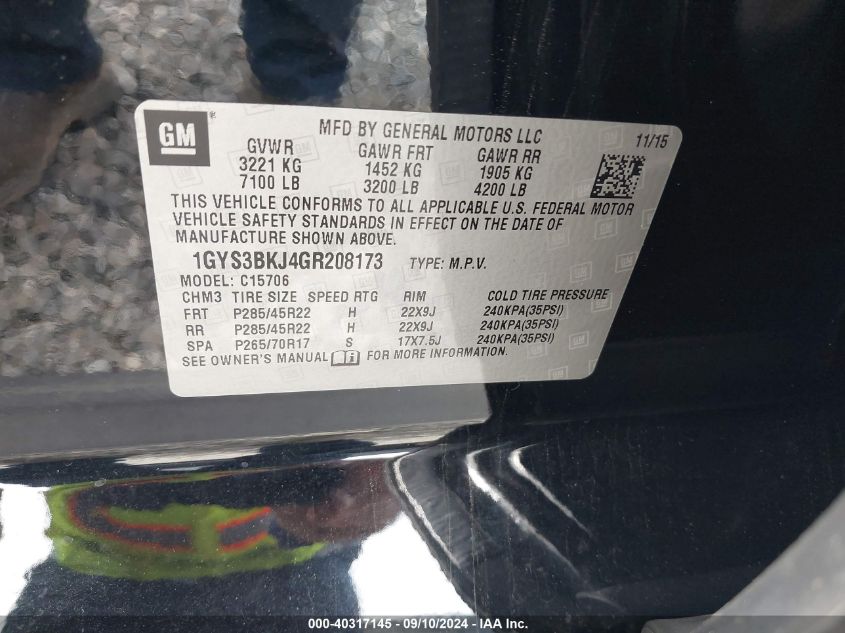 GM
MFD BY GENERAL MOTORS LLC
11/15
GVWR GAWR FRT GAWR RR
3221 KG 1452 KG 1905 KG
7100 LB 3200 LB 4200 LB
THIS VEHICLE CONFORMS TO ALL APPLICABLE U.S. FEDERAL MOTOR
VEHICLE SAFETY STANDARDS IN EFFECT ON THE DATE OF
MANUFACTURE SHOWN ABOVE.
1GYS3BKJ4GR208173 TYPE: M.P.V.
MODEL: C15706
CHM3 TIRE SIZE SPEED RTG RIM COLD TIRE PRESSURE
FRT P285/45R22 H 22X9J 240KPA(35PSI)
RR P285/45R22 H 22X9J 240KPA(35PSI)
SPA P265/70R17 S 17X7.5J 240KPA(35PSI)
SEE OWNER'S MANUAL FOR MORE INFORMATION.
000-40317145 - 09/10/2024 - IAA Inc.